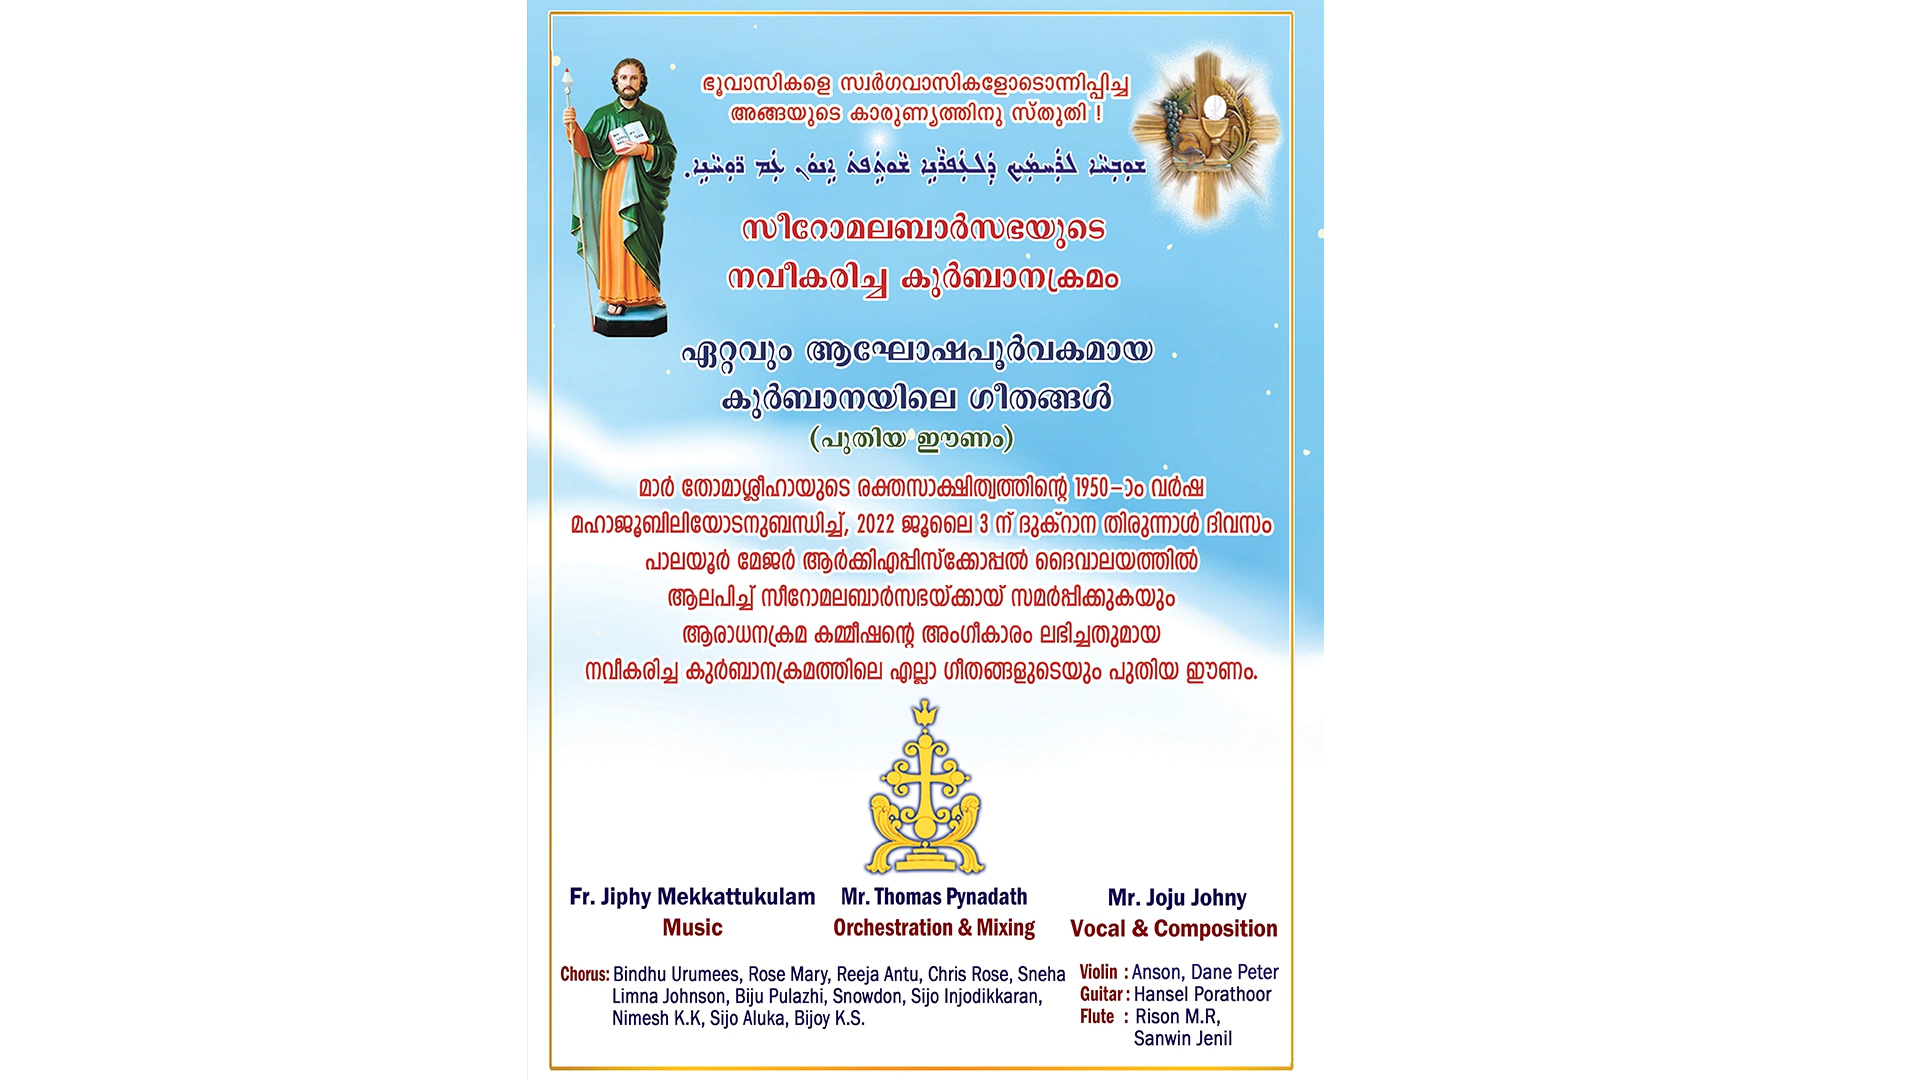 ഭൂവാസികളെ സ്വർഗവാസികളോടൊന്നിപ്പിച്ച
അങ്ങയുടെ കാരുണ്യത്തിനു സ്തുതി !
സീറോമലബാർസഭയുടെ
നവീകരിച്ച കുർബാനക്രമം
ഏറ്റവും ആഘോഷപൂർവകമായ
കുർബാനയിലെ ഗീതങ്ങൾ
(പുതിയ ഈണം)
മാർ തോമാശ്ലീഹായുടെ രക്തസാക്ഷിത്വത്തിന്റെ 1950-ാം വർഷ
മഹാജൂബിലിയോടനുബന്ധിച്ച്, 2022 ജൂലൈ 3 ന് ദുക്റാന തിരുന്നാൾ ദിവസം
പാലയൂർ മേജർ ആർക്കിഎപ്പിസ്ക്കോപ്പൽ ദൈവാലയത്തിൽ
ആലപിച്ച് സീറോമലബാർസഭയ്ക്കായ് സമർപ്പിക്കുകയും
ആരാധനക്രമ കമ്മീഷന്റെ അംഗീകാരം ലഭിച്ചതുമായ
നവീകരിച്ച കുർബാനക്രമത്തിലെ എല്ലാ ഗീതങ്ങളുടെയും പുതിയ ഈണം.
Fr. Jiphy Mekkattukulam
Music
Mr. Thomas Pynadath
Orchestration & Mixing
Mr. Joju Johny
Vocal & Composition
Chorus: Bindhu Urumees, Rose Mary, Reeja Antu, Chris Rose, Sneha
Limna Johnson, Biju Pulazhi, Snowdon, Sijo Injodikkaran,
Nimesh K.K, Sijo Aluka, Bijoy K.S.
Violin : Anson, Dane Peter
Guitar : Hansel Porathoor
Flute : Rison M.R,
Sanwin Jenil